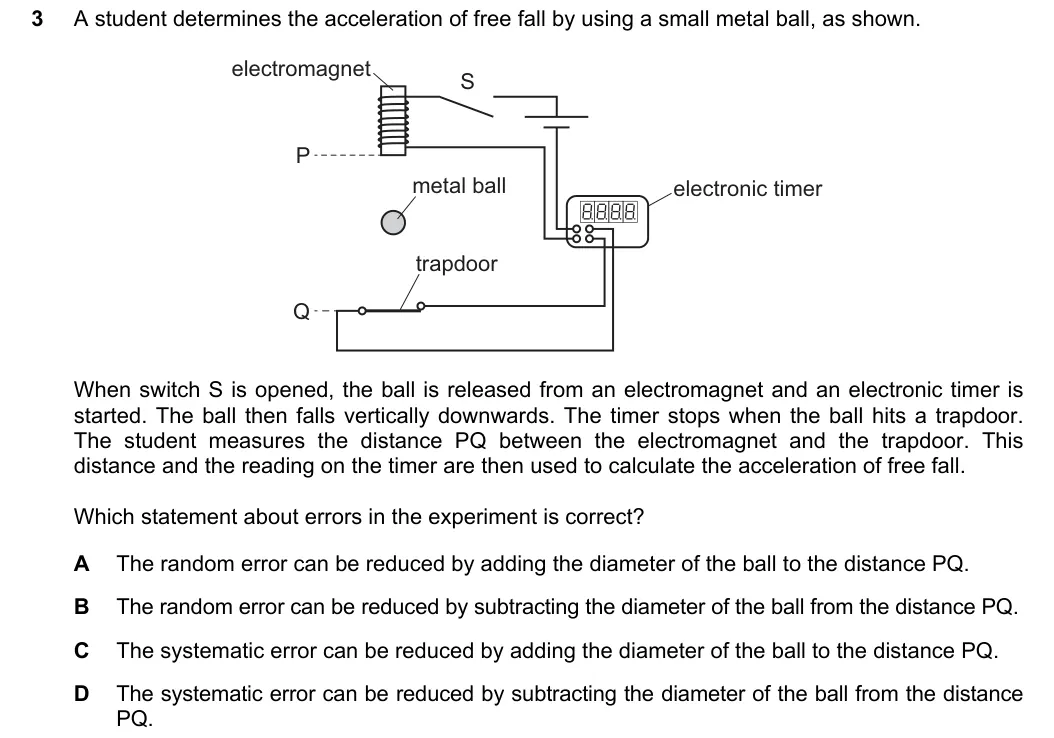 3 A student determines the acceleration of free fall by using a small metal ball, as shown.
electromagnet
S
P
metal ball
electronic timer
8.8.8.8.
trapdoor
Q
When switch S is opened, the ball is released from an electromagnet and an electronic timer is
started. The ball then falls vertically downwards. The timer stops when the ball hits a trapdoor.
The student measures the distance PQ between the electromagnet and the trapdoor. This
distance and the reading on the timer are then used to calculate the acceleration of free fall.
Which statement about errors in the experiment is correct?
A The random error can be reduced by adding the diameter of the ball to the distance PQ.
B The random error can be reduced by subtracting the diameter of the ball from the distance PQ.
C The systematic error can be reduced by adding the diameter of the ball to the distance PQ.
D The systematic error can be reduced by subtracting the diameter of the ball from the distance
PQ.